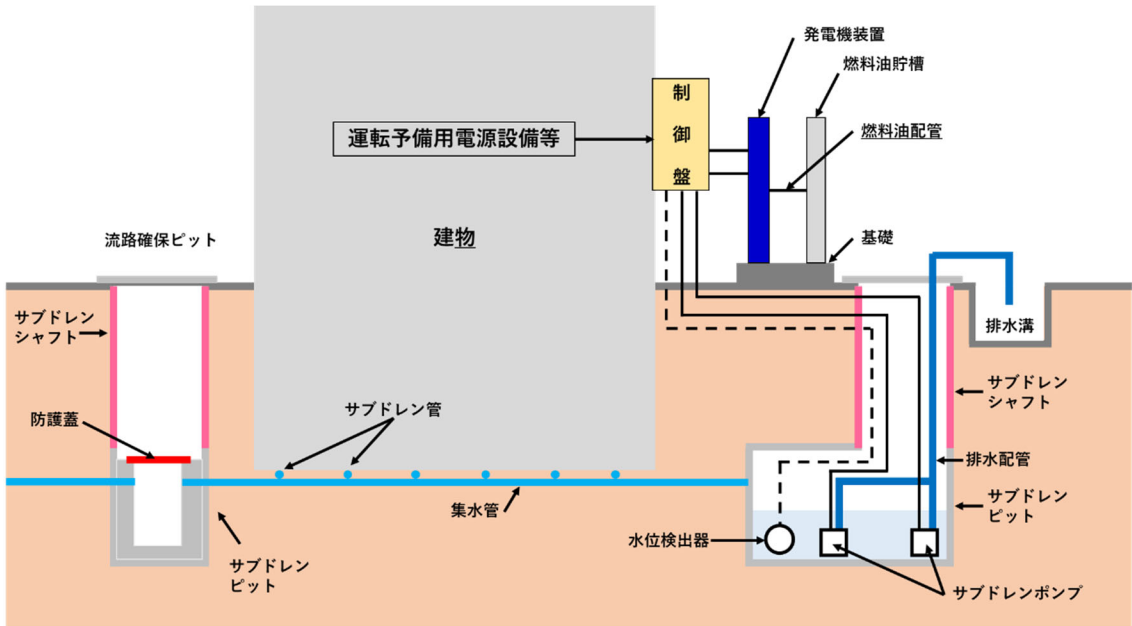 発電機装置
燃料油貯槽
制
御
盤
運転予備用電源設備等
燃料油配管
建物
流路確保ピット
基礎
サブドレン
シャフト
排水溝
サブドレン
シャフト
サブドレン管
防護蓋
排水配管
集水管
サブドレン
ピット
水位検出器
サブドレン
ピット
サブドレンポンプ